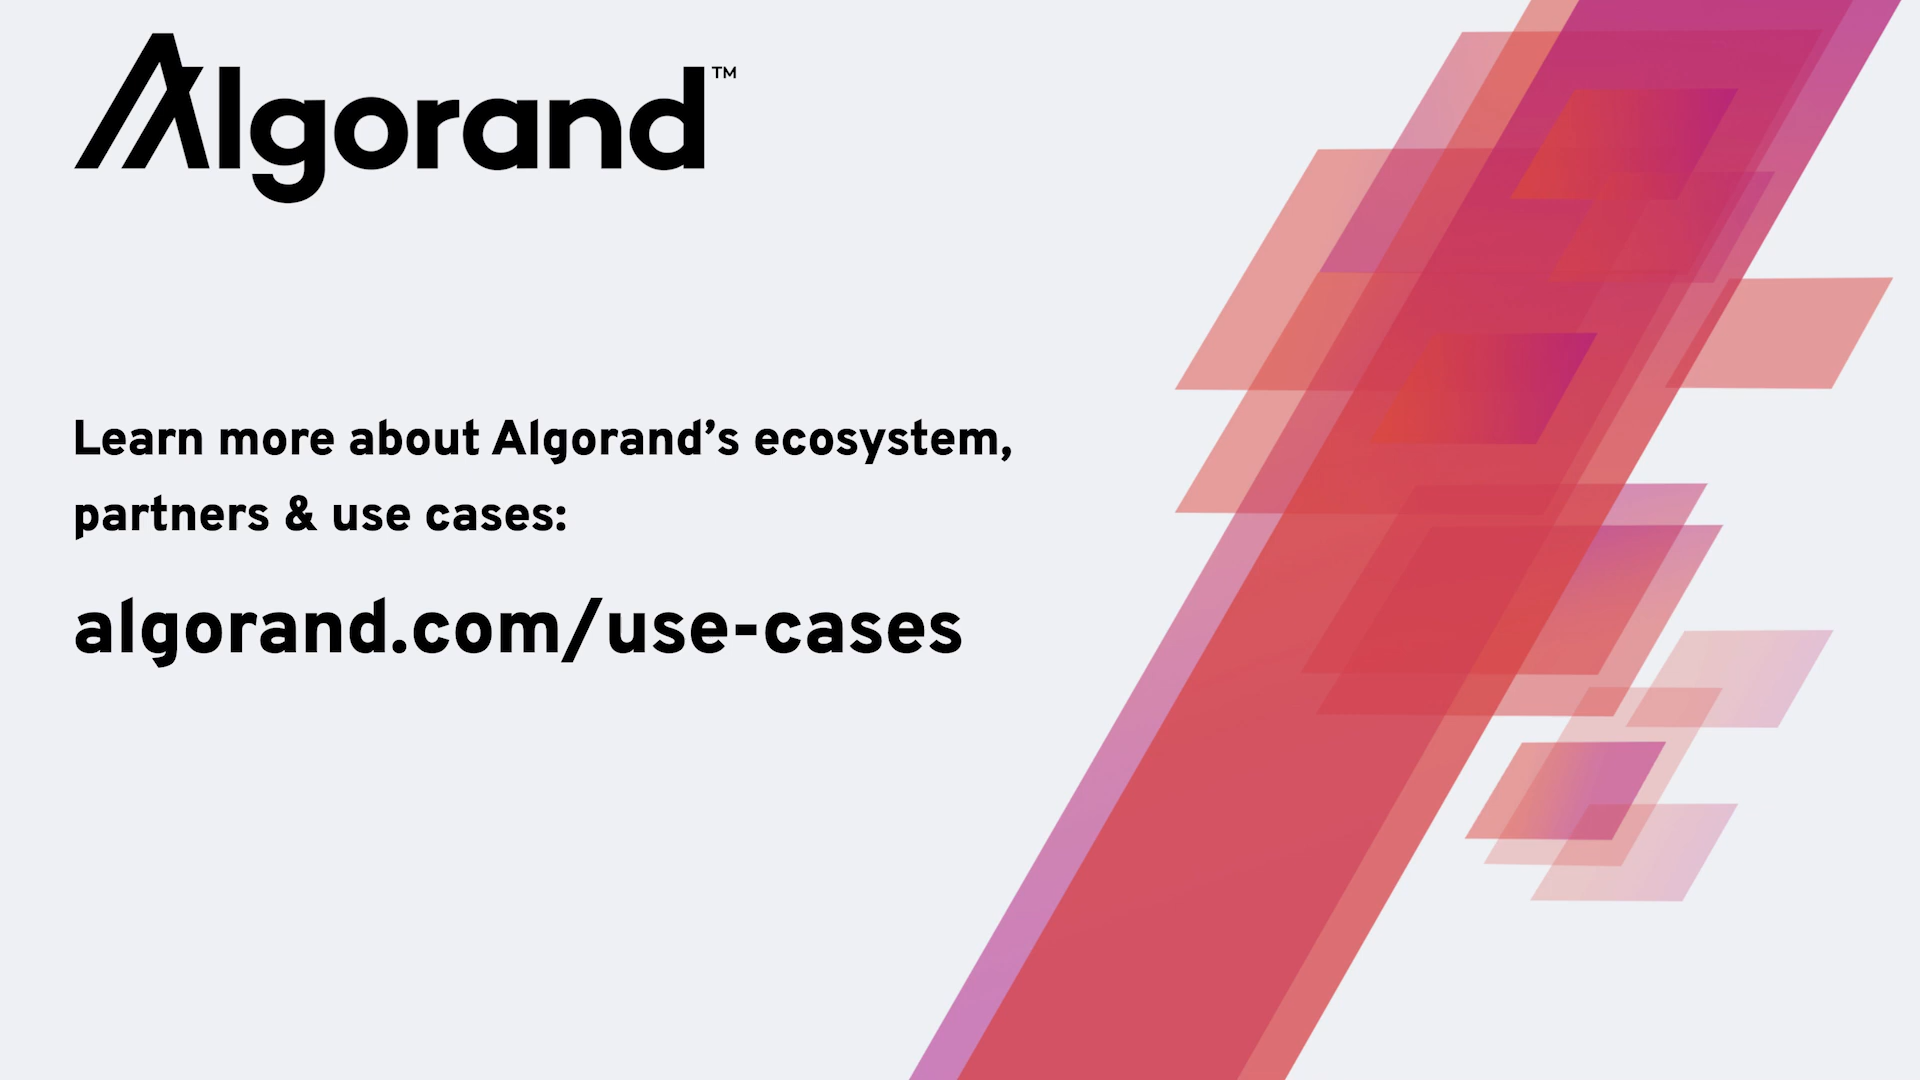 Algorand™
Learn more about Algorand’s ecosystem,
partners & use cases:
algorand.com/use-cases